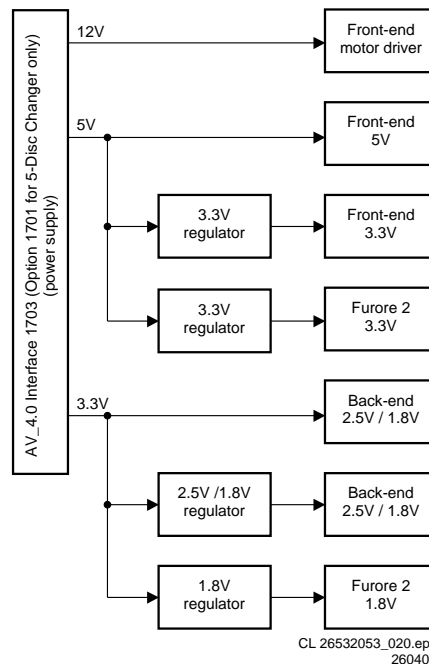 AV_4.0 Interface 1703 (Option 1701 for 5-Disc Changer only)
(power supply)
12V
Front-end
motor driver
5V
Front-end
5V
3.3V
regulator
Front-end
3.3V
3.3V
regulator
Furore 2
3.3V
3.3V
Back-end
2.5V / 1.8V
2.5V /1.8V
regulator
Back-end
2.5V / 1.8V
1.8V
regulator
Furore 2
1.8V
CL 26532053_020.ep
26040